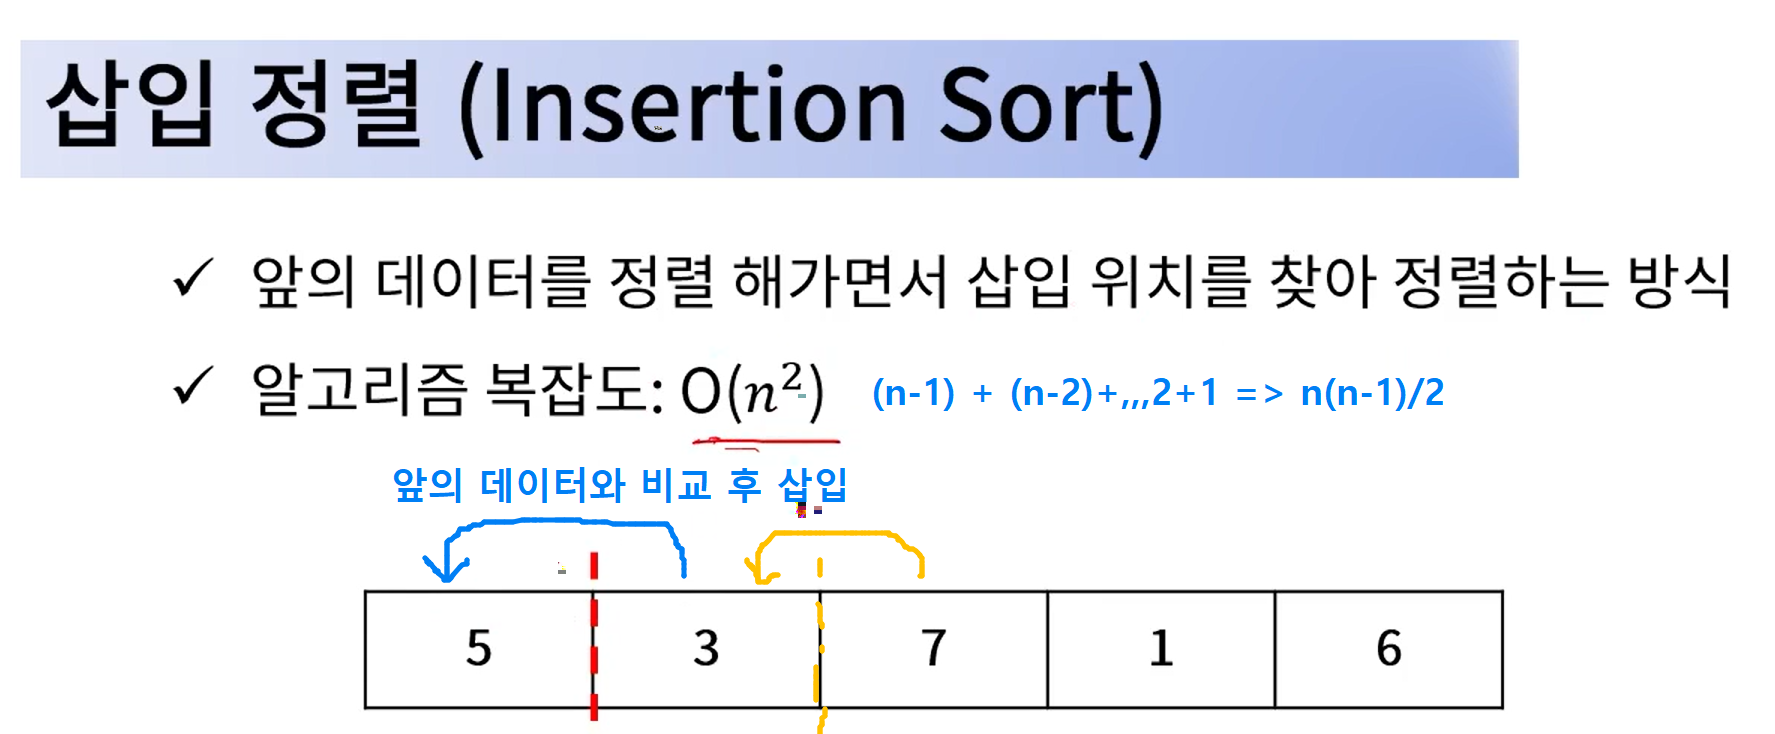 삽입 정렬 (Insertion Sort)
✓ 앞의 데이터를 정렬 해가면서 삽입 위치를 찾아 정렬하는 방식
✓ 알고리즘 복잡도: O(n²) (n-1) + (n-2)+,,,2+1 => n(n-1)/2
앞의 데이터와 비교 후 삽입
5 3 7 1 6